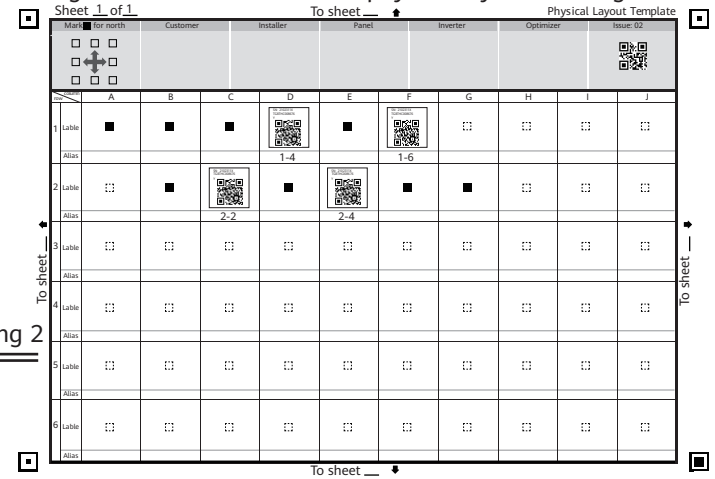 Sheet 1 of 1 To sheet Physical Layout Template
Mark for north Customer Installer Panel Inverter Optimizer Issue: 02
column
row A B C D E F G H I J
1 Lable
Alias 1-4 1-6
2 Lable
Alias 2-2 2-4
3 Lable
Alias
4 Lable
Alias
5 Lable
Alias
6 Lable
Alias
To sheet
To sheet
To sheet
ng 2